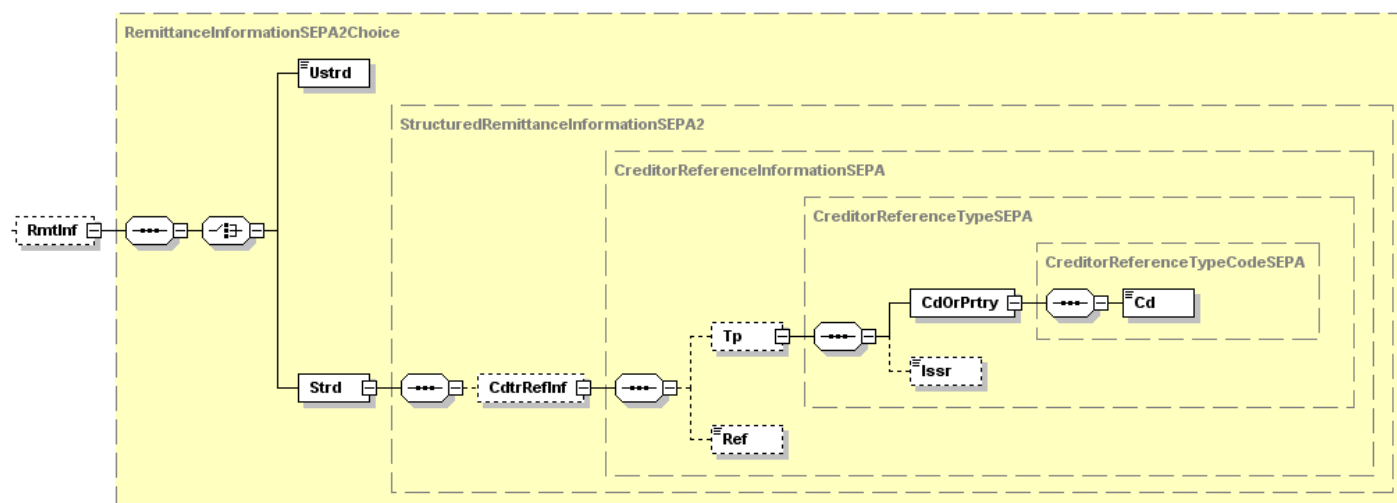 RemittanceInformationSEPA2Choice
Ustrd
StructuredRemittanceInformationSEPA2
CreditorReferenceInformationSEPA
CreditorReferenceTypeSEPA
RmtInf
CreditorReferenceTypeCodeSEPA
CdOrPrtry
Cd
Tp
Issr
Strd
CdtrRefInf
Ref